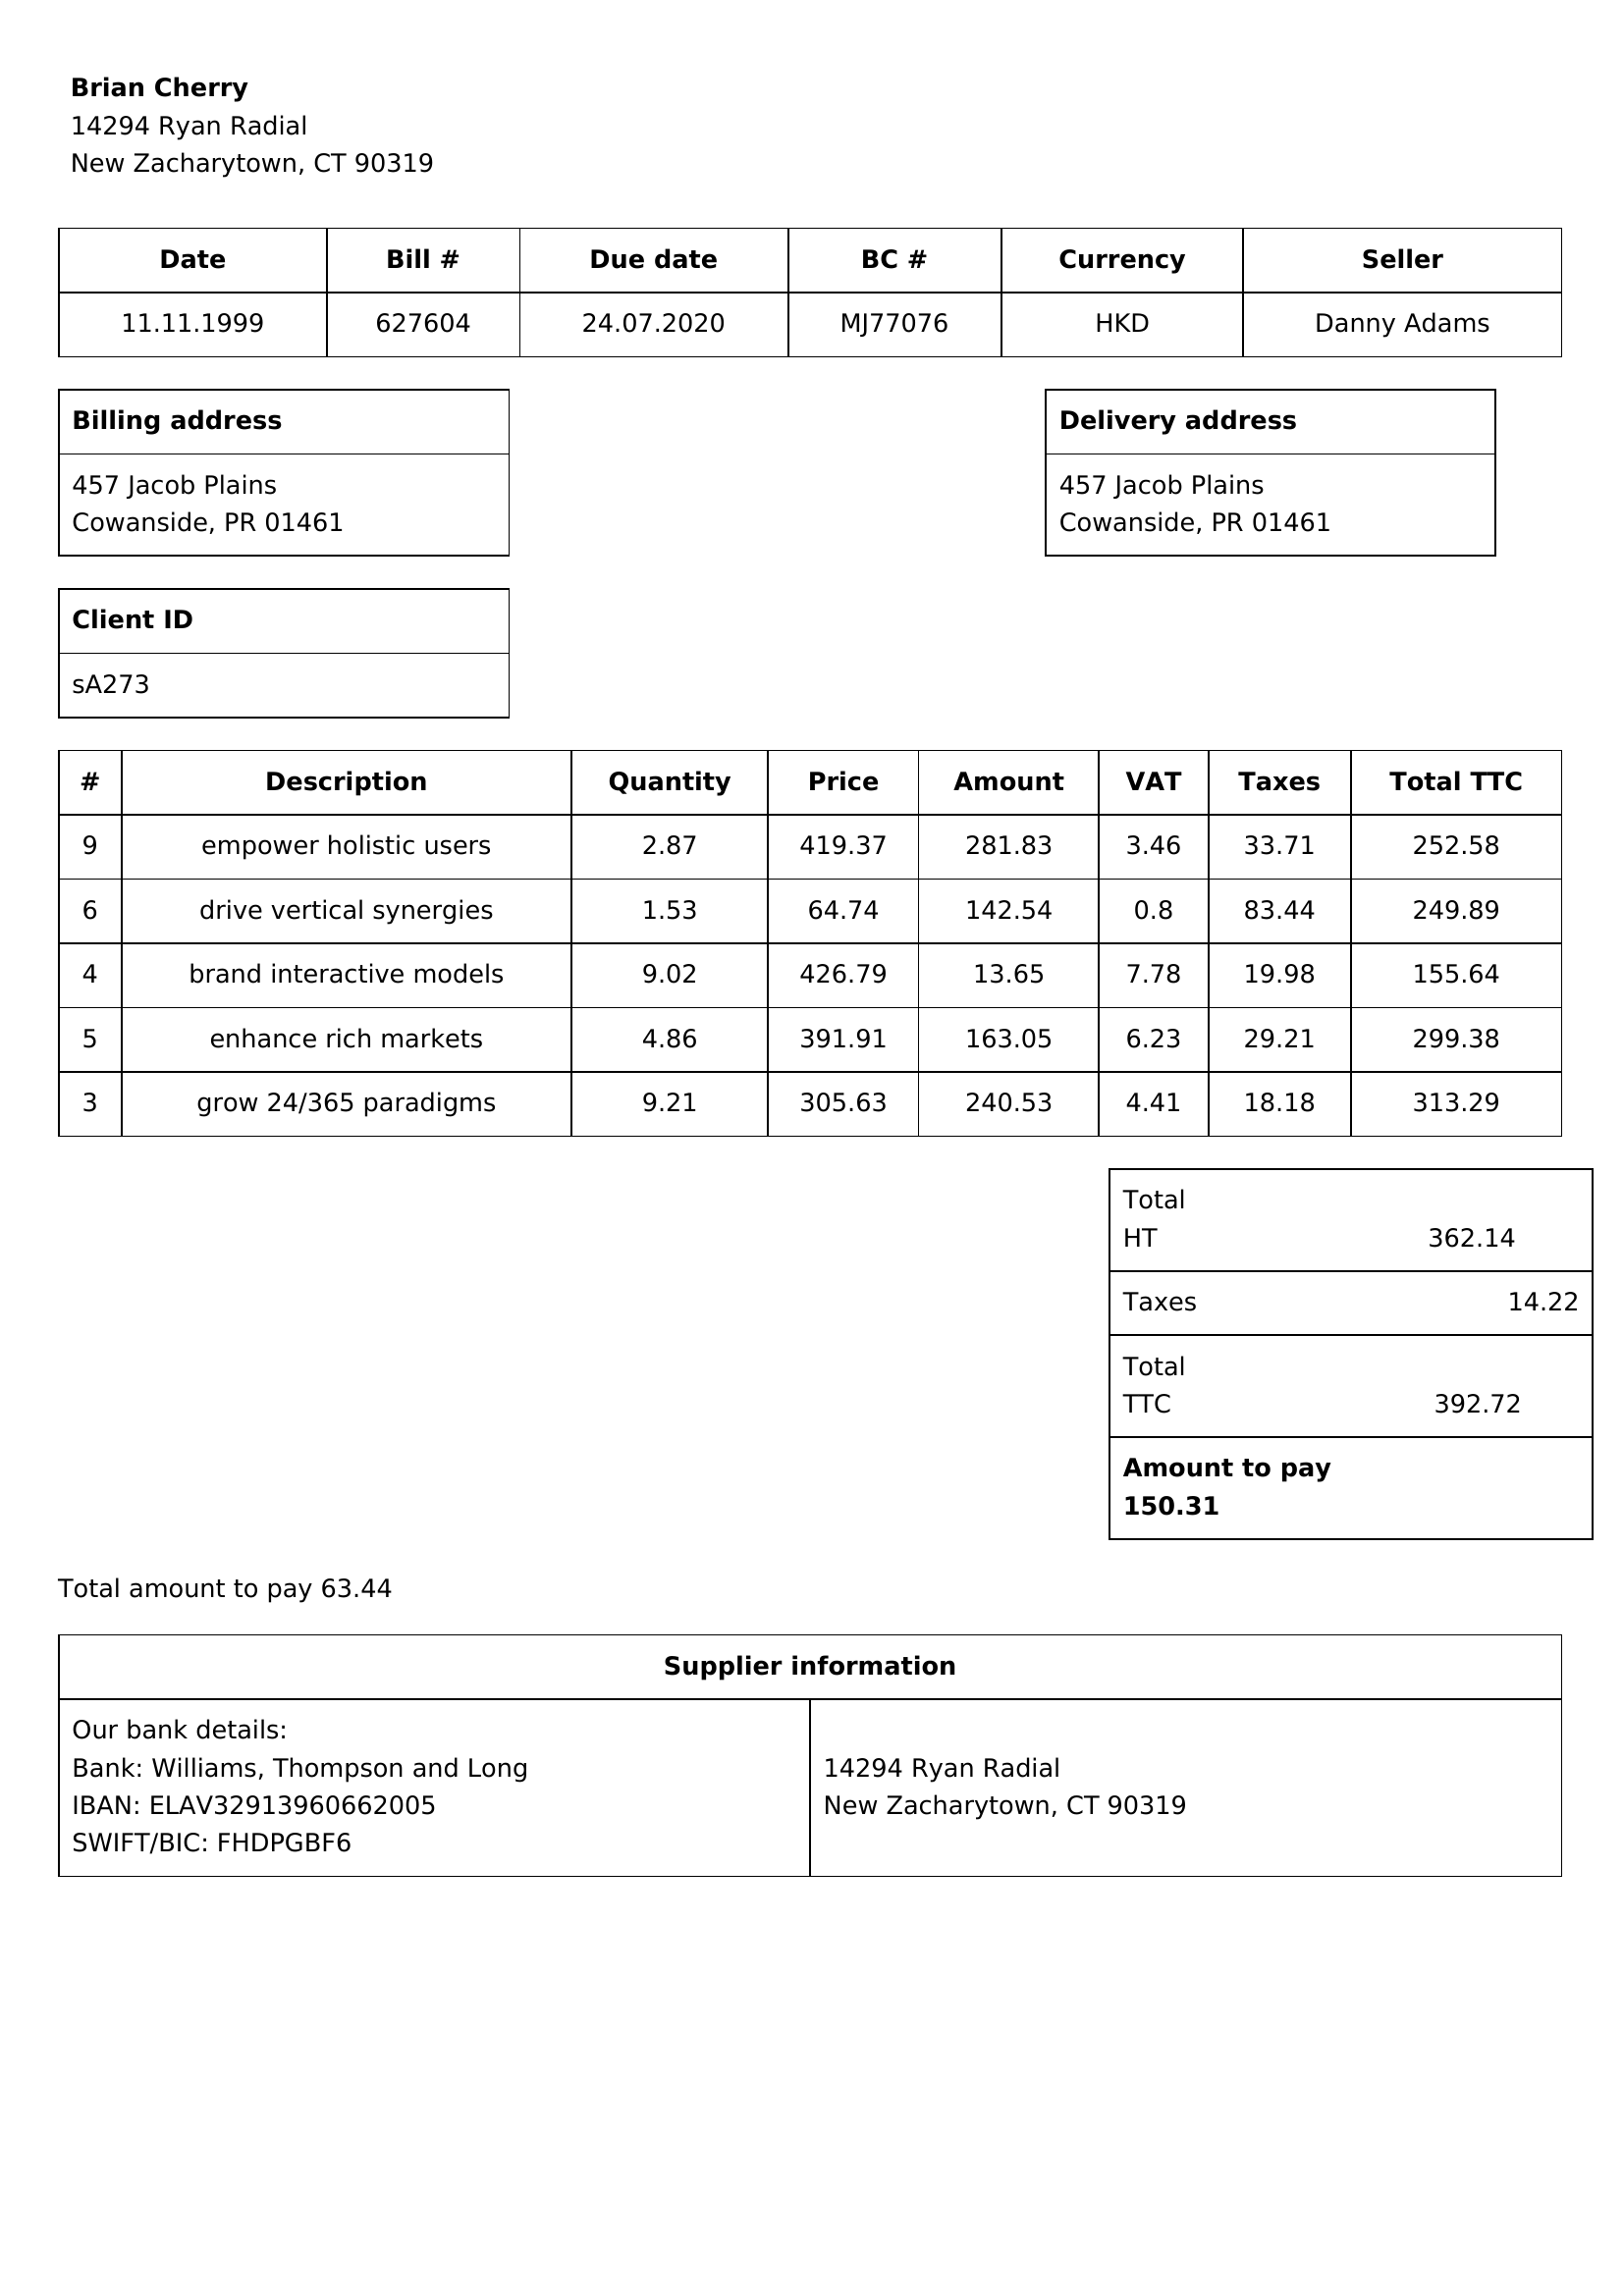 Brian Cherry
14294 Ryan Radial
New Zacharytown, CT 90319
Date Bill # Due date BC # Currency Seller
11.11.1999 627604 24.07.2020 MJ77076 HKD Danny Adams
Billing address
457 Jacob Plains
Cowanside, PR 01461
Delivery address
457 Jacob Plains
Cowanside, PR 01461
Client ID
sA273
# Description Quantity Price Amount VAT Taxes Total TTC
9 empower holistic users 2.87 419.37 281.83 3.46 33.71 252.58
6 drive vertical synergies 1.53 64.74 142.54 0.8 83.44 249.89
4 brand interactive models 9.02 426.79 13.65 7.78 19.98 155.64
5 enhance rich markets 4.86 391.91 163.05 6.23 29.21 299.38
3 grow 24/365 paradigms 9.21 305.63 240.53 4.41 18.18 313.29
Total
HT 362.14
Taxes 14.22
Total
TTC 392.72
Amount to pay
150.31
Total amount to pay 63.44
Supplier information
Our bank details:
Bank: Williams, Thompson and Long
IBAN: ELAV32913960662005
SWIFT/BIC: FHDPGBF6
14294 Ryan Radial
New Zacharytown, CT 90319